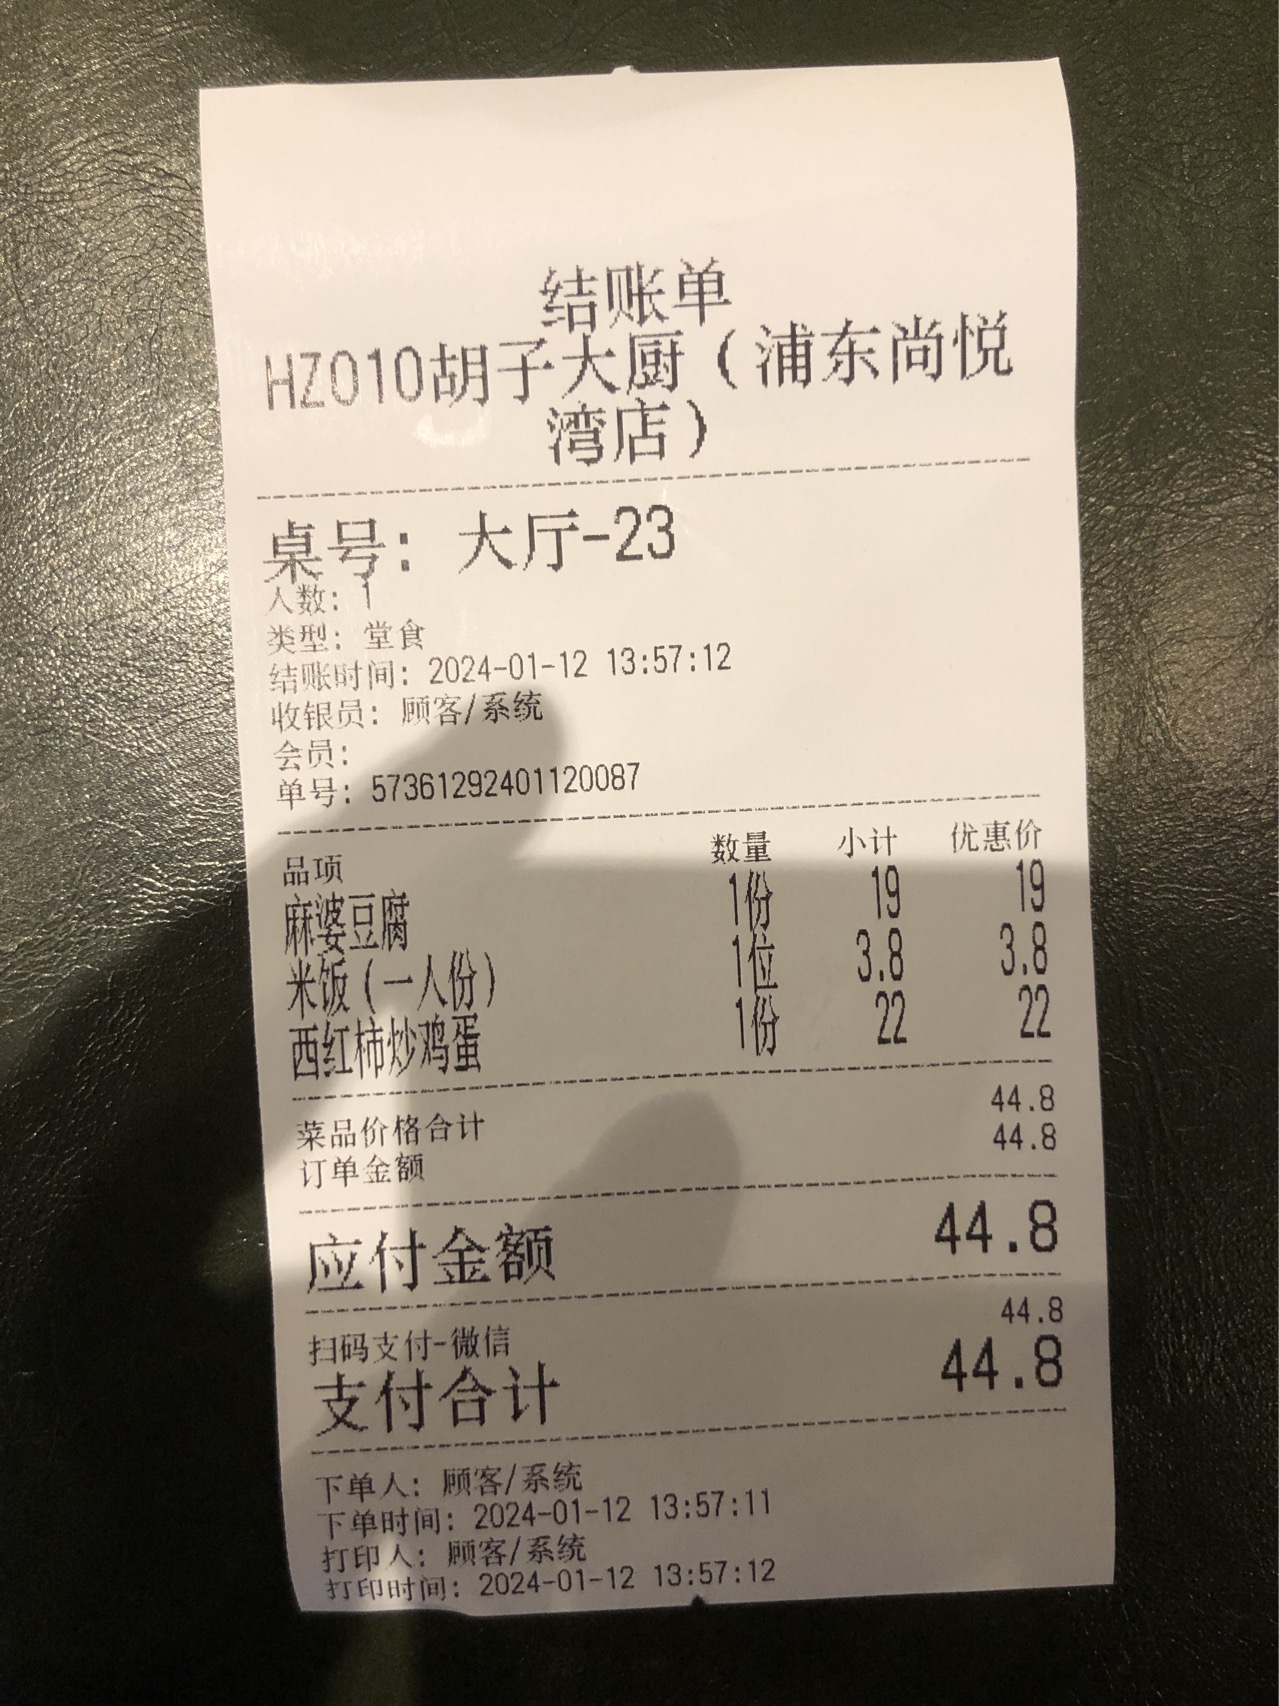 结账单
HZ010胡子大厨（浦东尚悦
湾店）
桌号： 大厅-23
人数： 1
类型： 堂食
结账时间： 2024-01-12 13:57:12
收银员： 顾客/系统
会员：
单号： 57361292401120087
品项 数量 小计 优惠价
麻婆豆腐 1份 19 19
米饭（一人份） 1位 3.8 3.8
西红柿炒鸡蛋 1份 22 22
菜品价格合计 44.8
订单金额 44.8
应付金额 44.8
扫码支付-微信 44.8
支付合计 44.8
下单人： 顾客/系统
下单时间： 2024-01-12 13:57:11
打印人： 顾客/系统
打印时间： 2024-01-12 13:57:12